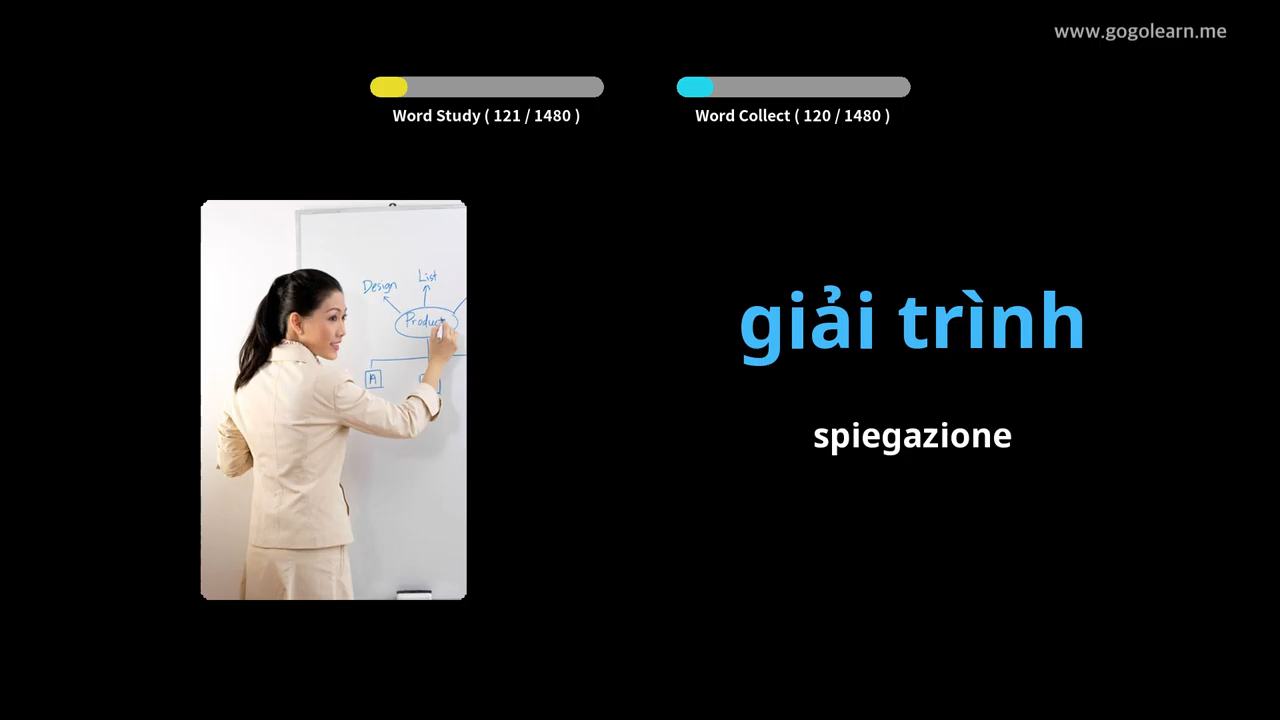 www.gogolearn.me
Word Study ( 121 / 1480 )
Word Collect ( 120 / 1480 )
Design
List
Product
A
giải trình
spiegazione